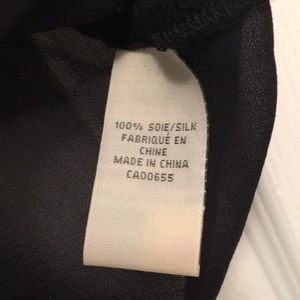 100% SOIE/SILK
FABRIQUÉ EN
CHINE
MADE IN CHINA
CA00655